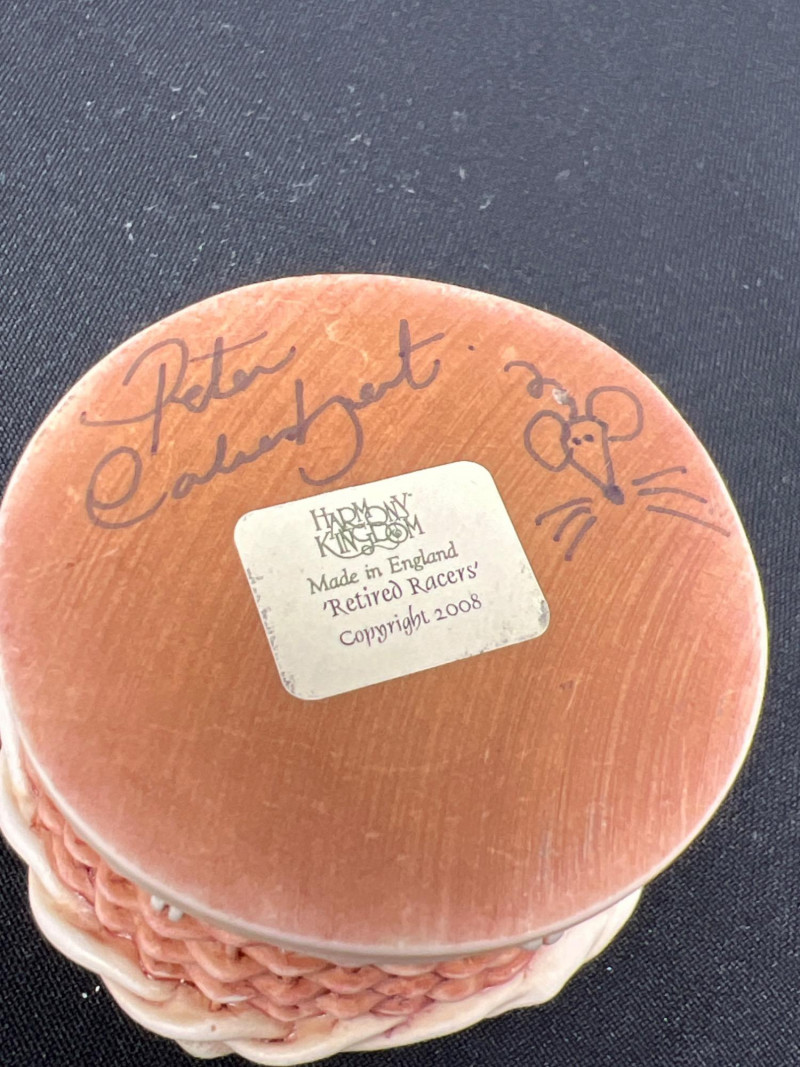 Peter
Calvesbert.
HARMONY
KINGDOM
Made in England
'Retired Racers'
Copyright 2008